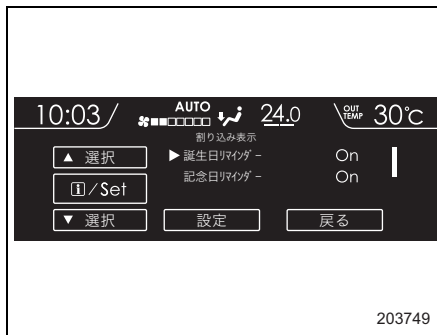 10:03 AUTO 24.0 OUT TEMP 30℃
割り込み表示
▲ 選択 ▶誕生日ﾘﾏｲﾝﾀﾞｰ On
i/Set 記念日ﾘﾏｲﾝﾀﾞｰ On
▼ 選択 設定 戻る
203749